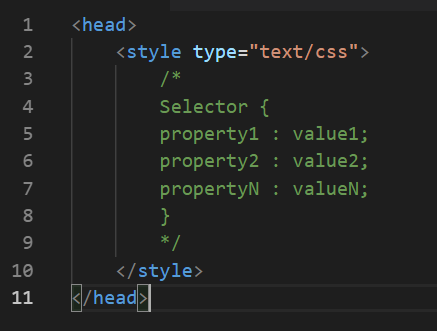 1 <head>
2 <style type="text/css">
3 /*
4 Selector {
5 property1 : value1;
6 property2 : value2;
7 propertyN : valueN;
8 }
9 */
10 </style>
11 </head>